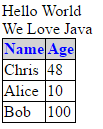 Hello World
We Love Java
Name Age
Chris 48
Alice 10
Bob 100